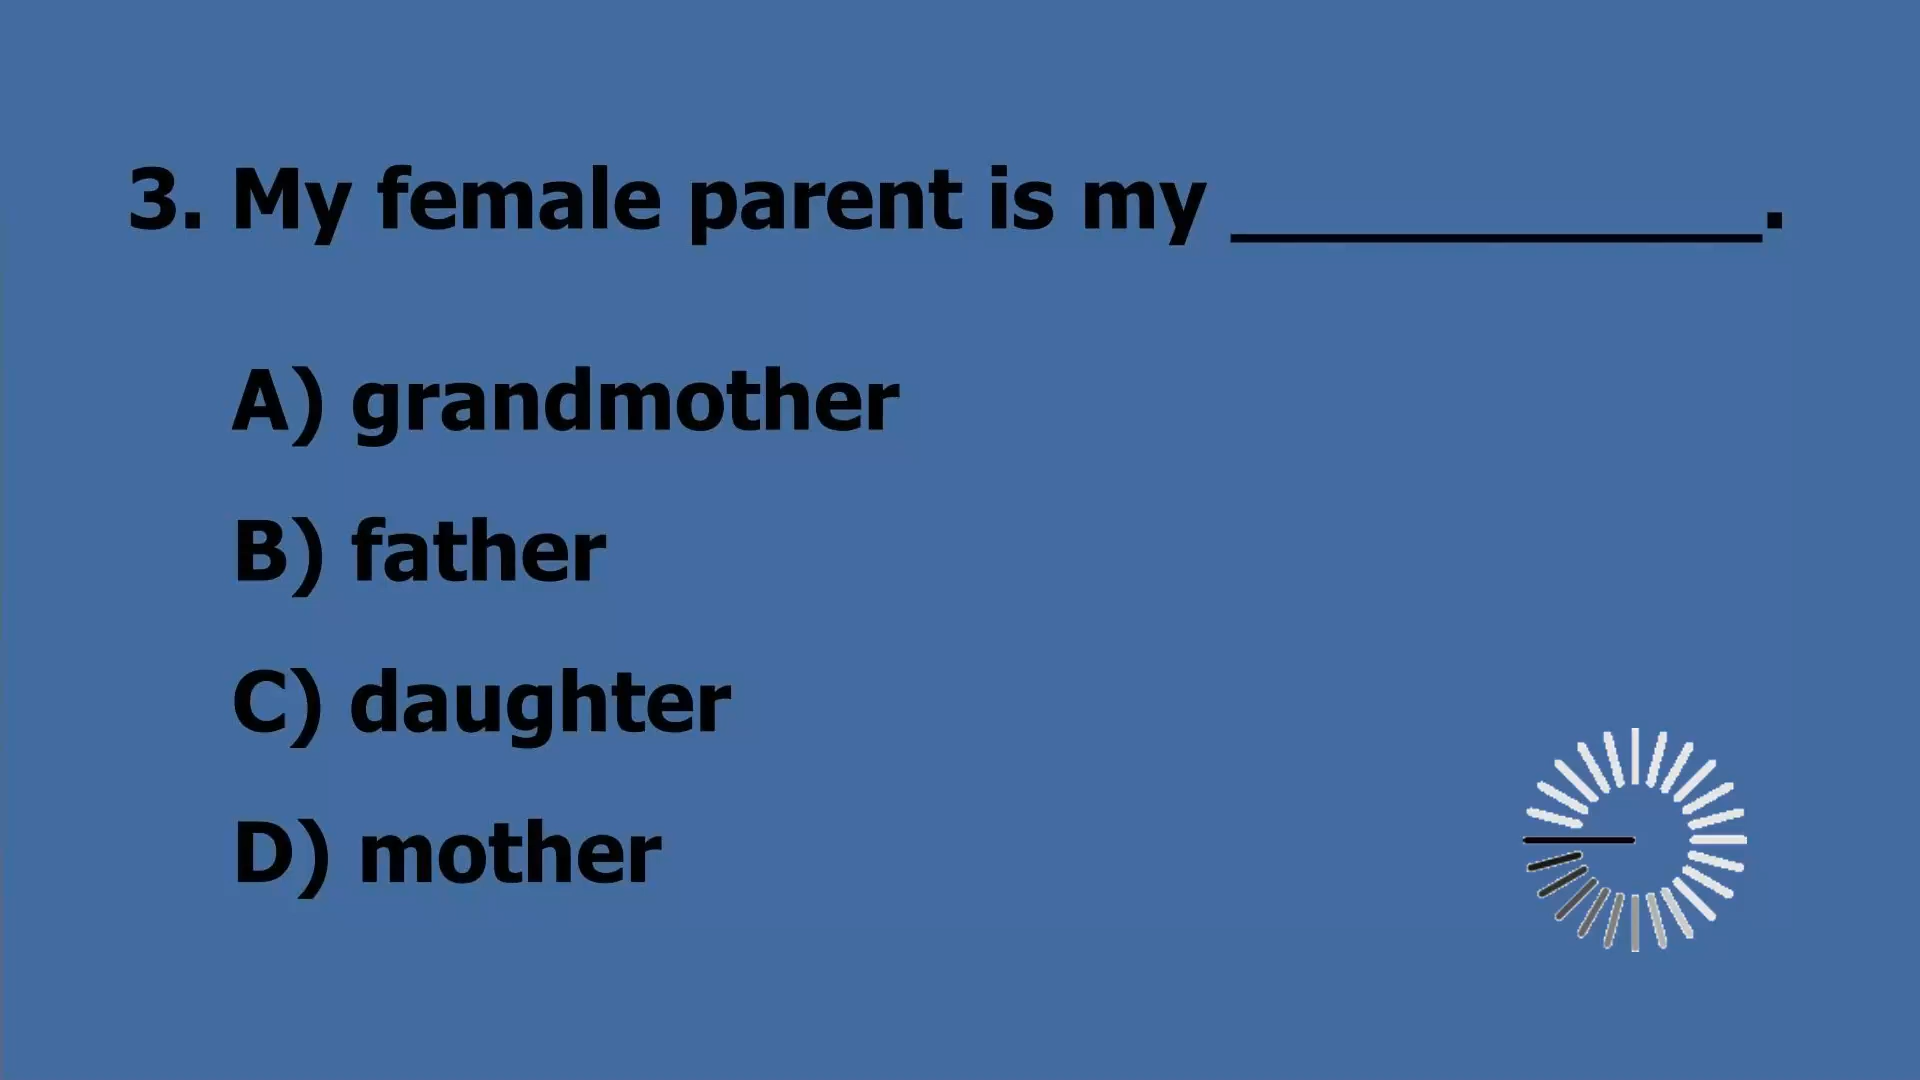 3. My female parent is my _____________.
A) grandmother
B) father
C) daughter
D) mother